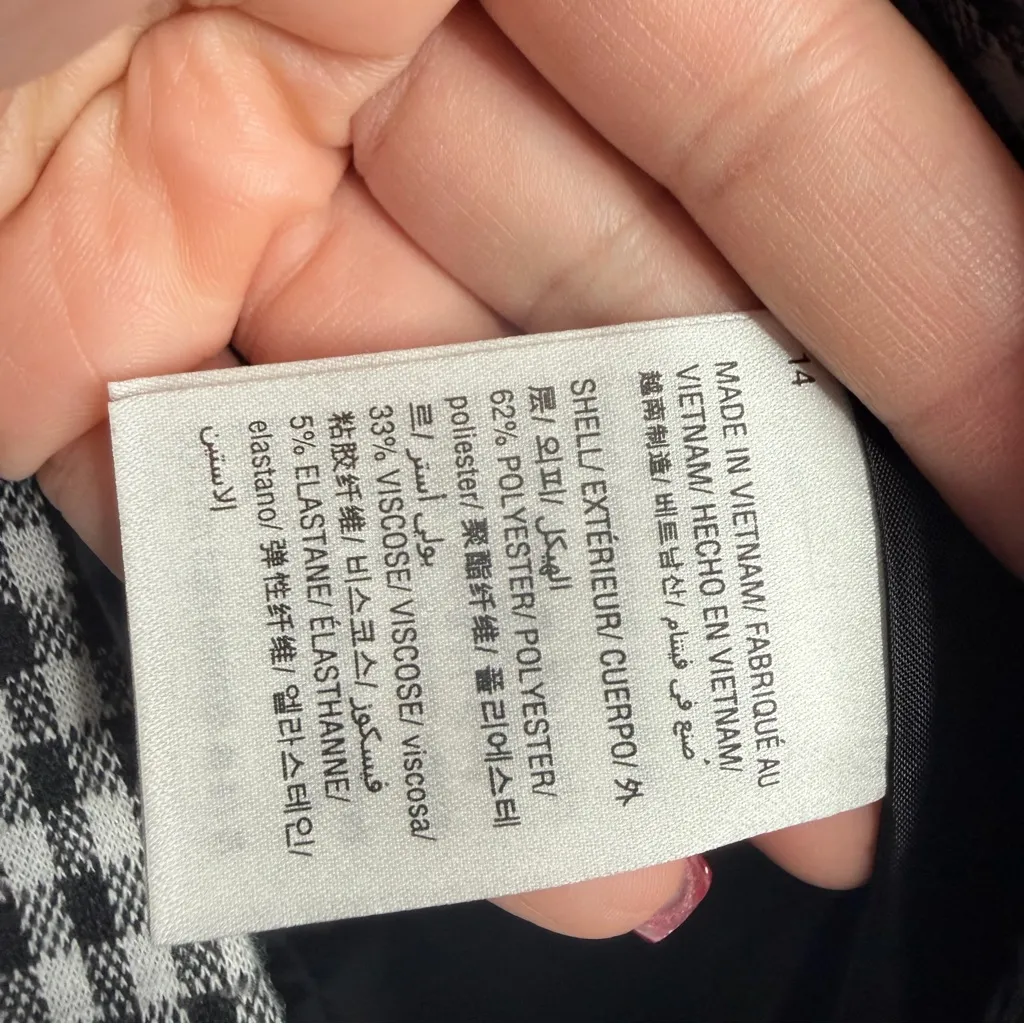 14
MADE IN VIETNAM/ FABRIQUÉ AU
VIETNAM/ HECHO EN VIETNAM/
越南制造/ 베트남산/ صنع في فيتنام
SHELL/ EXTÉRIEUR/ CUERPO/ 外
层/ 외피/ الهيكل
62% POLYESTER/ POLYESTER/
poliester/ 聚酯纤维/ 폴리에스테
르/ بولي أستر
33% VISCOSE/ VISCOSE/ viscosa/
粘胶纤维/ 비스코스/ فيسكوز
5% ELASTANE/ ÉLASTHANNE/
elastano/ 弹性纤维/ 엘라스테인/
الاستين